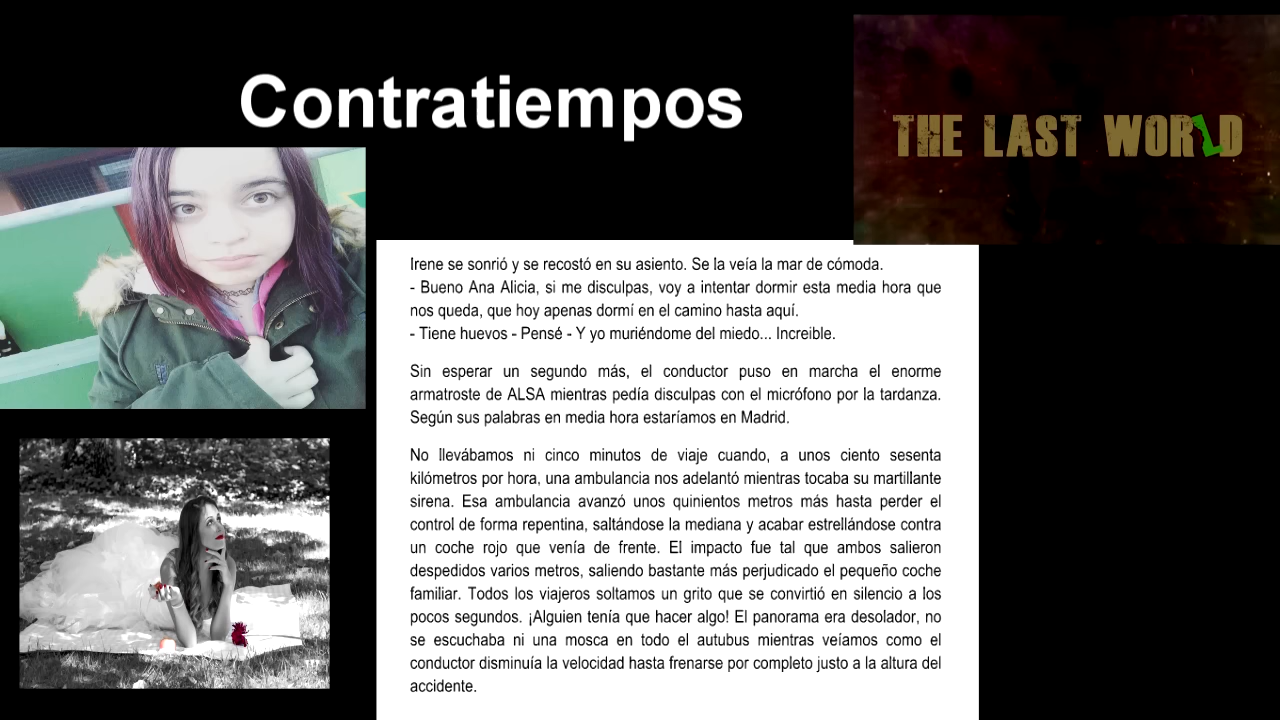 Contratiempos
THE LAST WORLD
Irene se sonrió y se recostó en su asiento. Se la veía la mar de cómoda.
- Bueno Ana Alicia, si me disculpas, voy a intentar dormir esta media hora que
nos queda, que hoy apenas dormí en el camino hasta aquí.
- Tiene huevos - Pensé - Y yo muriéndome del miedo... Increible.
Sin esperar un segundo más, el conductor puso en marcha el enorme
armatroste de ALSA mientras pedía disculpas con el micrófono por la tardanza.
Según sus palabras en media hora estaríamos en Madrid.
No llevábamos ni cinco minutos de viaje cuando, a unos ciento sesenta
kilómetros por hora, una ambulancia nos adelantó mientras tocaba su martillante
sirena. Esa ambulancia avanzó unos quinientos metros más hasta perder el
control de forma repentina, saltándose la mediana y acabar estrellándose contra
un coche rojo que venía de frente. El impacto fue tal que ambos salieron
despedidos varios metros, saliendo bastante más perjudicado el pequeño coche
familiar. Todos los viajeros soltamos un grito que se convirtió en silencio a los
pocos segundos. ¡Alguien tenía que hacer algo! El panorama era desolador, no
se escuchaba ni una mosca en todo el autubus mientras veíamos como el
conductor disminuía la velocidad hasta frenarse por completo justo a la altura del
accidente.